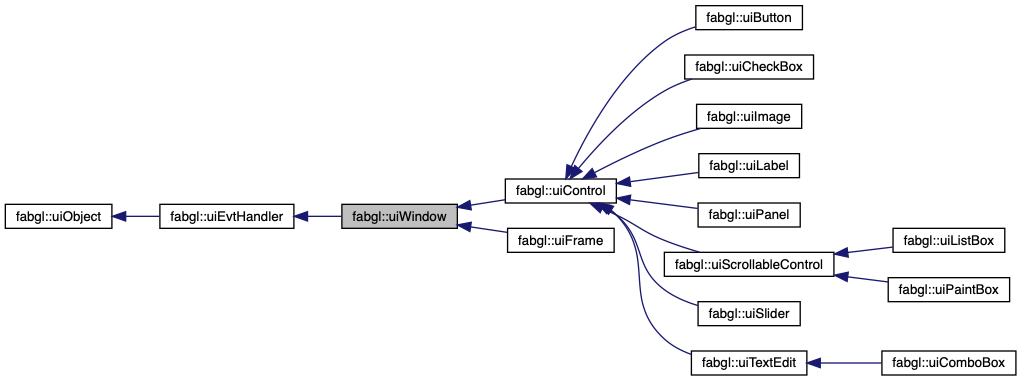 fabgl::uiButton
fabgl::uiCheckBox
fabgl::uiImage
fabgl::uiLabel
fabgl::uiControl
fabgl::uiObject
fabgl::uiEvtHandler
fabgl::uiWindow
fabgl::uiPanel
fabgl::uiFrame
fabgl::uiListBox
fabgl::uiScrollableControl
fabgl::uiPaintBox
fabgl::uiSlider
fabgl::uiTextEdit
fabgl::uiComboBox